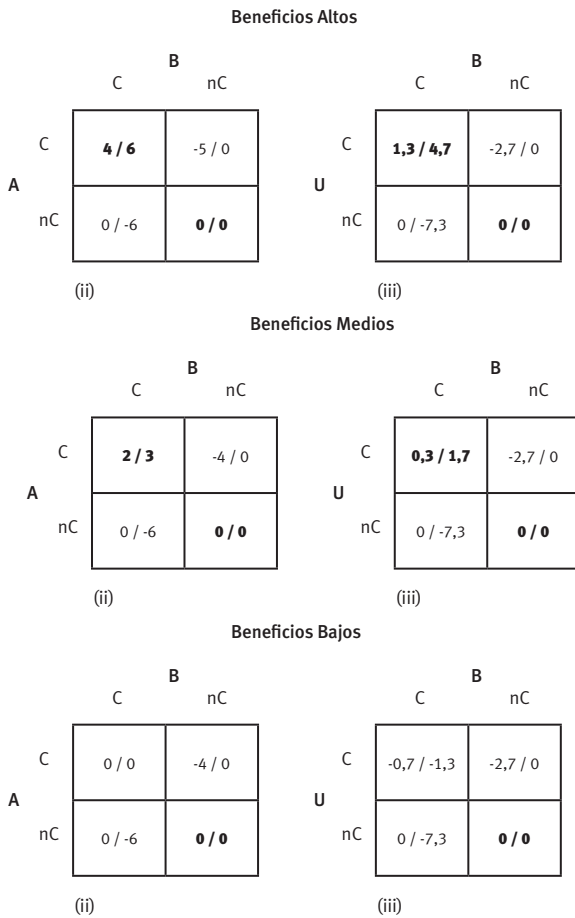 Beneficios Altos
B B
C nC C nC
C 4 / 6 -5 / 0 C 1,3 / 4,7 -2,7 / 0
A U
nC 0 / -6 0 / 0 nC 0 / -7,3 0 / 0
(ii) (iii)
Beneficios Medios
B B
C nC C nC
C 2 / 3 -4 / 0 C 0,3 / 1,7 -2,7 / 0
A U
nC 0 / -6 0 / 0 nC 0 / -7,3 0 / 0
(ii) (iii)
Beneficios Bajos
B B
C nC C nC
C 0 / 0 -4 / 0 C -0,7 / -1,3 -2,7 / 0
A U
nC 0 / -6 0 / 0 nC 0 / -7,3 0 / 0
(ii) (iii)